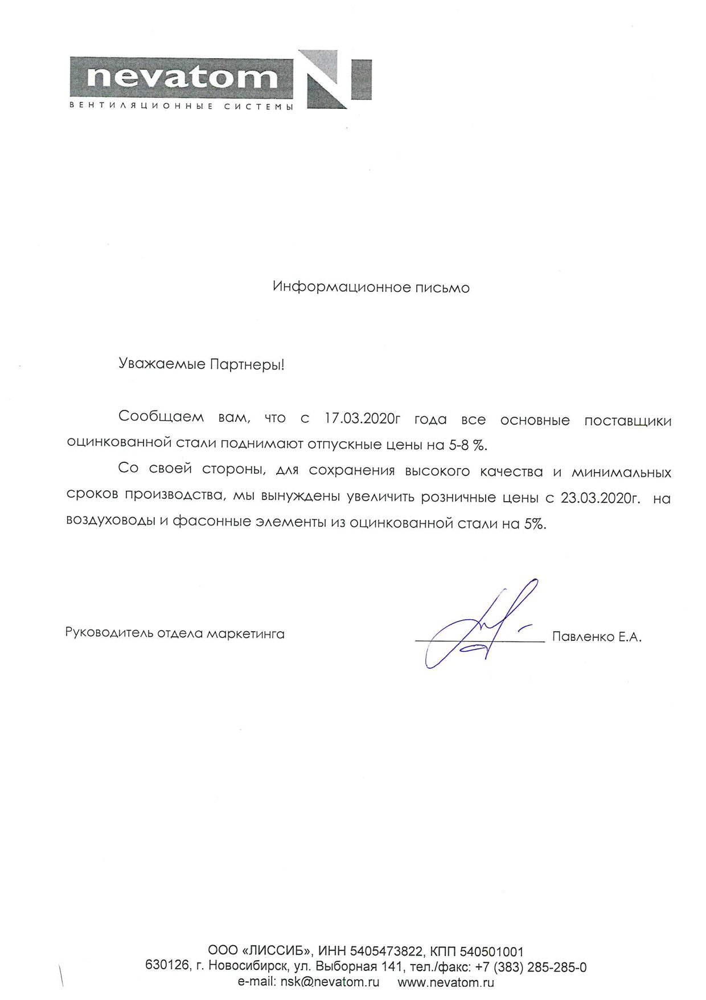 nevatom
ВЕНТИЛЯЦИОННЫЕ СИСТЕМЫ
Информационное письмо
Уважаемые Партнеры!
Сообщаем вам, что с 17.03.2020г года все основные поставщики
оцинкованной стали поднимают отпускные цены на 5-8 %.
Со своей стороны, для сохранения высокого качества и минимальных
сроков производства, мы вынуждены увеличить розничные цены с 23.03.2020г. на
воздуховоды и фасонные элементы из оцинкованной стали на 5%.
Руководитель отдела маркетинга Павленко Е.А.
ООО «ЛИССИБ», ИНН 5405473822, КПП 540501001
630126, г. Новосибирск, ул. Выборная 141, тел./факс: +7 (383) 285-285-0
e-mail: nsk@nevatom.ru www.nevatom.ru